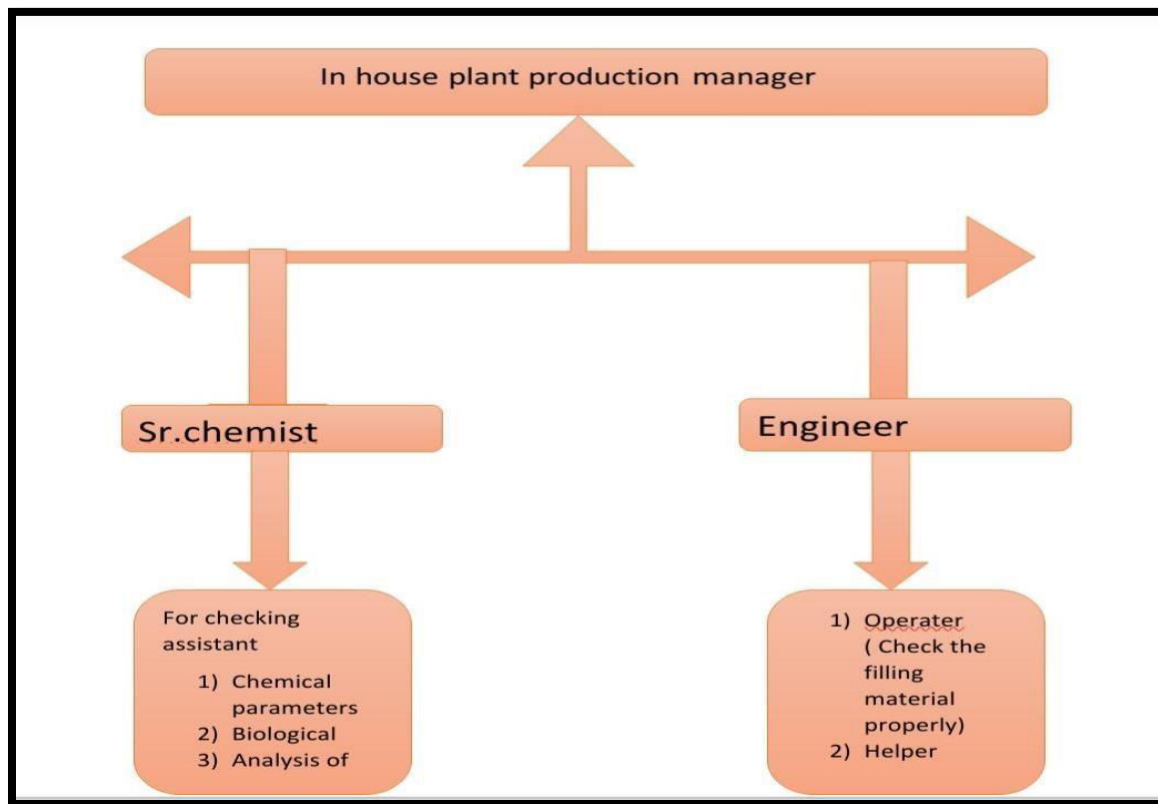 In house plant production manager
Sr.chemist
Engineer
For checking
assistant
1) Chemical
parameters
2) Biological
3) Analysis of
1) Operater
( Check the
filling
material
properly)
2) Helper